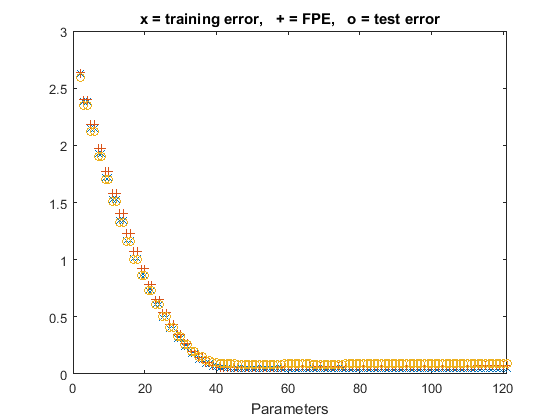 x = training error, + = FPE, o = test error
3
2.5
2
1.5
1
0.5
0
0 20 40 60 80 100 120
Parameters